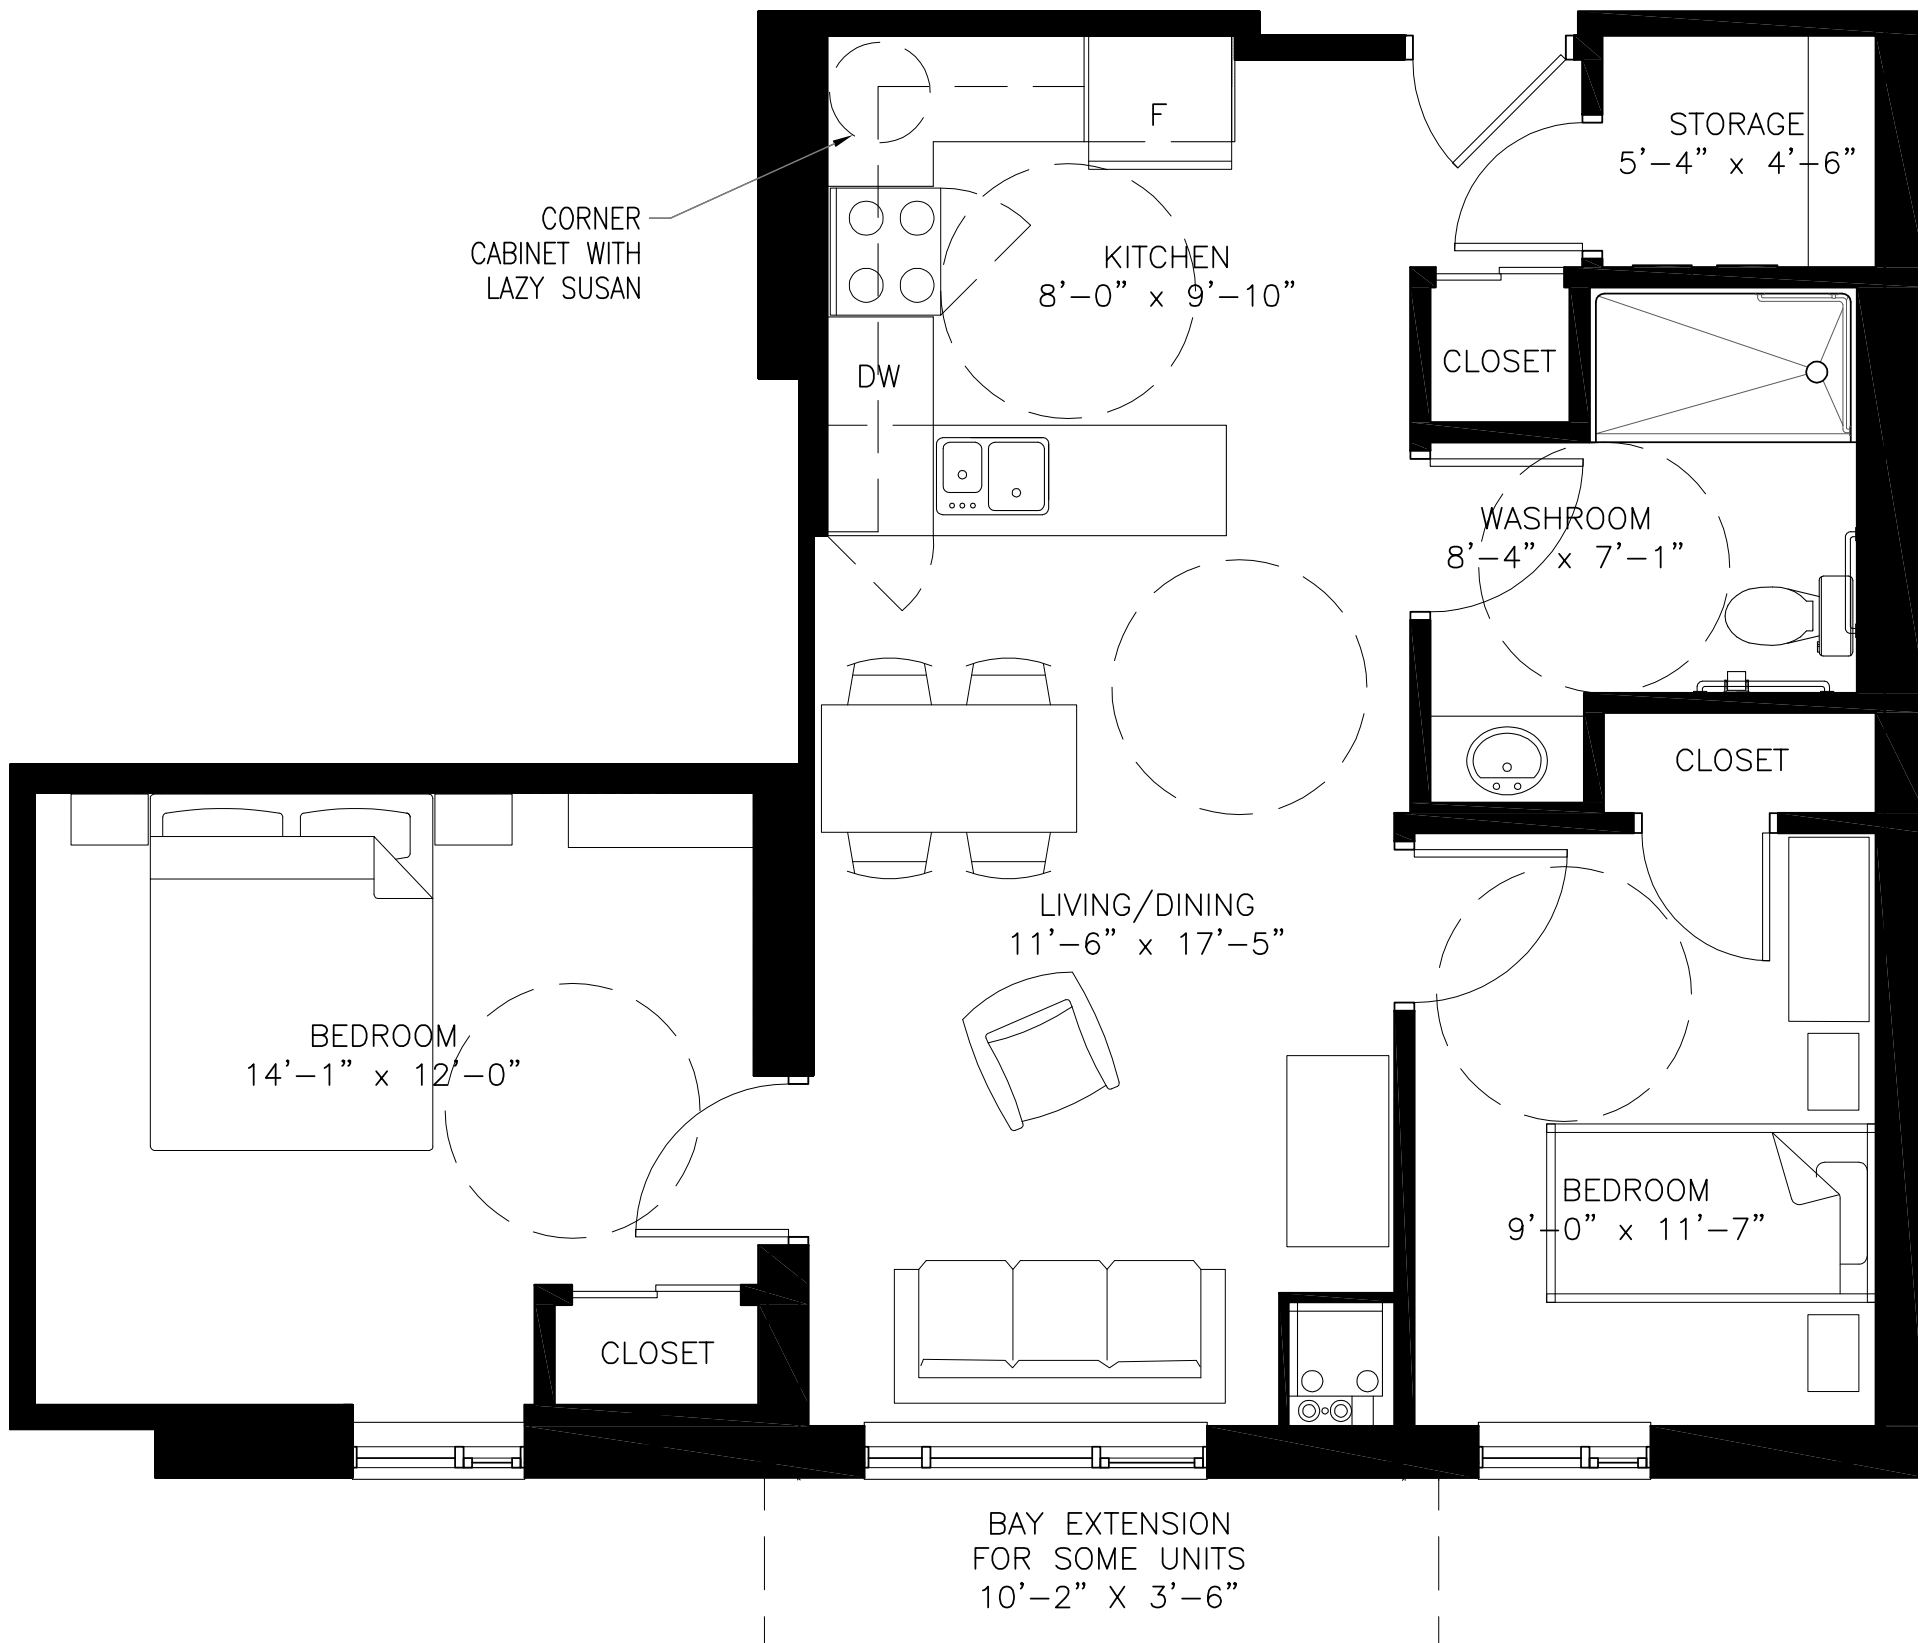 F
STORAGE
5'-4" x 4'-6"
CORNER
CABINET WITH
LAZY SUSAN
KITCHEN
8'-0" x 9'-10"
CLOSET
DW
WASHROOM
8'-4" x 7'-1"
CLOSET
LIVING/DINING
11'-6" x 17'-5"
BEDROOM
14'-1" x 12'-0"
BEDROOM
9'-0" x 11'-7"
CLOSET
BAY EXTENSION
FOR SOME UNITS
10'-2" X 3'-6"